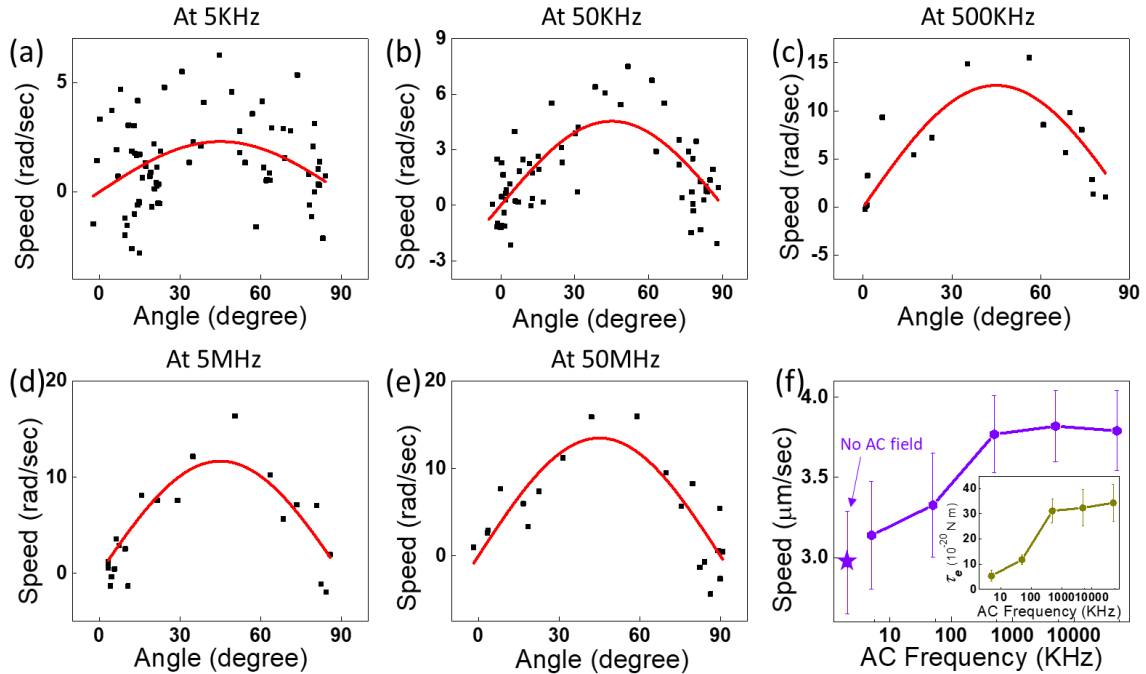 At 5KHz
(a)
5
0
Speed (rad/sec)
0 30 60 90
Angle (degree)
At 50KHz
(b)
9
6
3
0
-3
Speed (rad/sec)
0 30 60 90
Angle (degree)
At 500KHz
(c)
15
10
5
0
-5
Speed (rad/sec)
0 30 60 90
Angle (degree)
At 5MHz
(d)
20
10
0
Speed (rad/sec)
0 30 60 90
Angle (degree)
At 50MHz
(e)
20
10
0
Speed (rad/sec)
0 30 60 90
Angle (degree)
(f)
4.0
3.5
3.0
Speed (μm/sec)
No AC field
40
30
20
10
0
τe (10-20 N m)
10 100 1000 10000
AC Frequency (KHz)
10 100 1000 10000
AC Frequency (KHz)